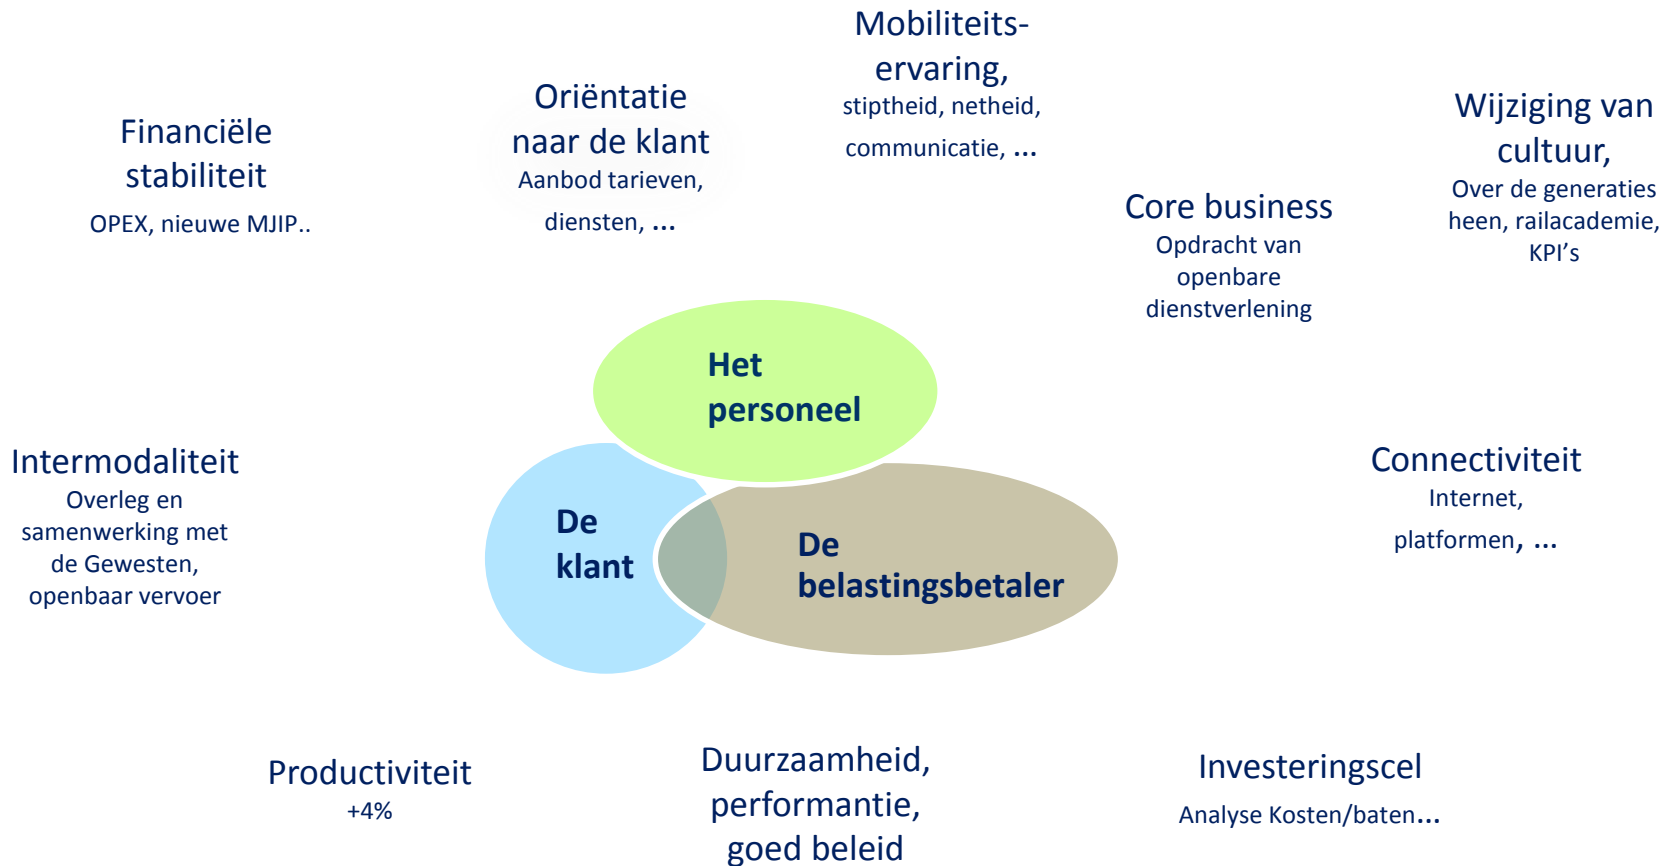 Mobiliteits-
ervaring,
stiptheid, netheid,
communicatie, ...
Oriëntatie
naar de klant
Aanbod tarieven,
diensten, ...
Financiële
stabiliteit
OPEX, nieuwe MJIP..
Wijziging van
cultuur,
Over de generaties
heen, railacademie,
KPI's
Core business
Opdracht van
openbare
dienstverlening
Het
personeel
Intermodaliteit
Overleg en
samenwerking met
de Gewesten,
openbaar vervoer
De
klant
De
belastingsbetaler
Connectiviteit
Internet,
platformen, ...
Productiviteit
+4%
Duurzaamheid,
performantie,
goed beleid
Investeringscel
Analyse Kosten/baten...